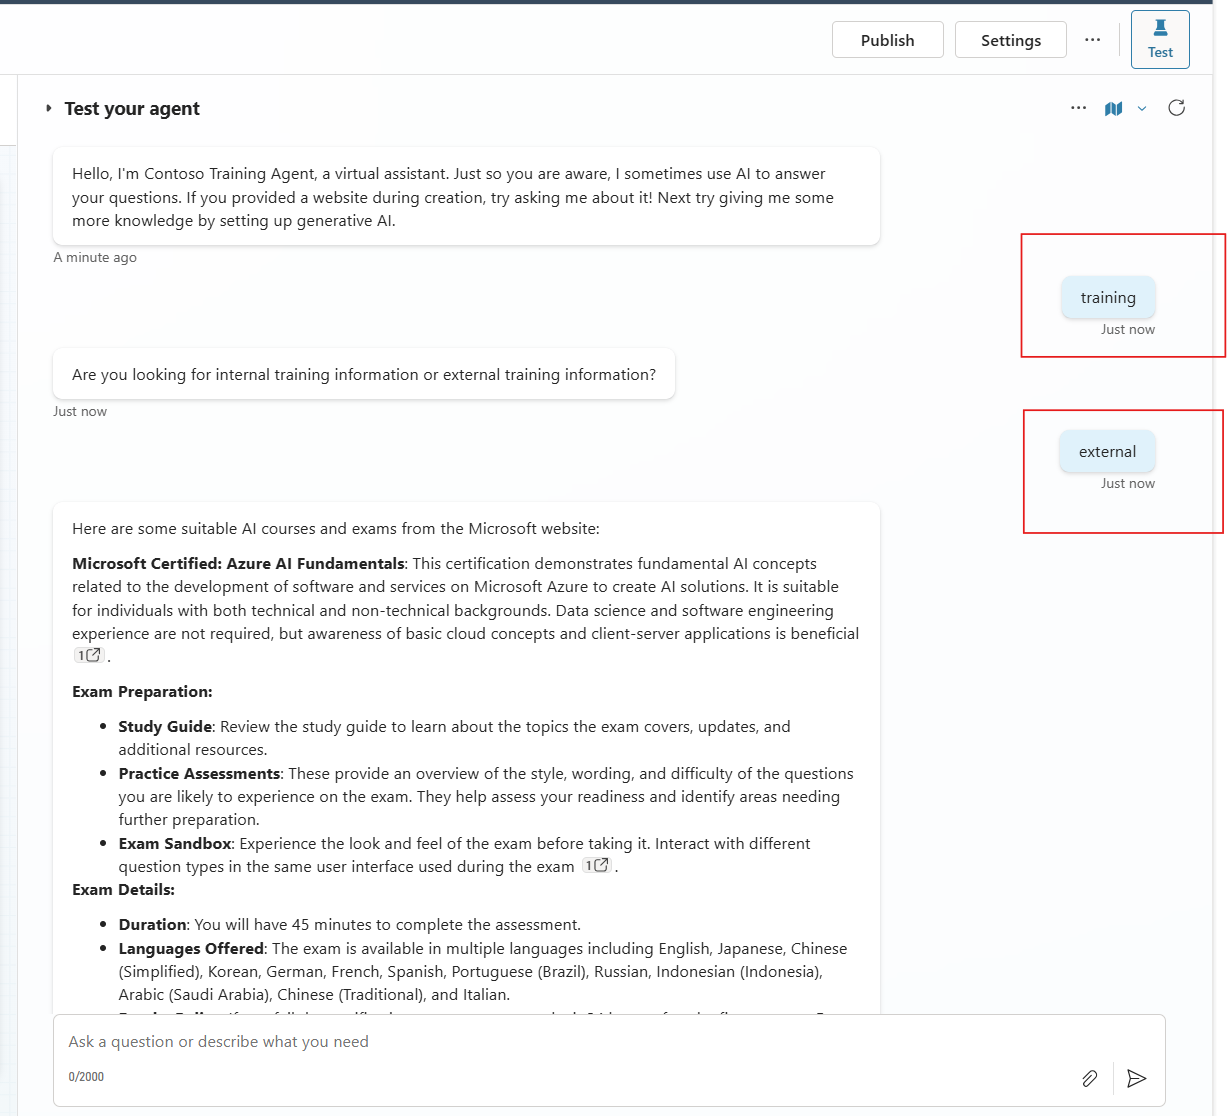 Publish
Settings
Test
Test your agent
Hello, I'm Contoso Training Agent, a virtual assistant. Just so you are aware, I sometimes use AI to answer
your questions. If you provided a website during creation, try asking me about it! Next try giving me some
more knowledge by setting up generative AI.
A minute ago
training
Just now
Are you looking for internal training information or external training information?
Just now
external
Just now
Here are some suitable AI courses and exams from the Microsoft website:
Microsoft Certified: Azure AI Fundamentals: This certification demonstrates fundamental AI concepts
related to the development of software and services on Microsoft Azure to create AI solutions. It is suitable
for individuals with both technical and non-technical backgrounds. Data science and software engineering
experience are not required, but awareness of basic cloud concepts and client-server applications is beneficial
1 .
Exam Preparation:
• Study Guide: Review the study guide to learn about the topics the exam covers, updates, and
additional resources.
• Practice Assessments: These provide an overview of the style, wording, and difficulty of the questions
you are likely to experience on the exam. They help assess your readiness and identify areas needing
further preparation.
• Exam Sandbox: Experience the look and feel of the exam before taking it. Interact with different
question types in the same user interface used during the exam 1 .
Exam Details:
• Duration: You will have 45 minutes to complete the assessment.
• Languages Offered: The exam is available in multiple languages including English, Japanese, Chinese
(Simplified), Korean, German, French, Spanish, Portuguese (Brazil), Russian, Indonesian (Indonesia),
Arabic (Saudi Arabia), Chinese (Traditional), and Italian.
Ask a question or describe what you need
0/2000